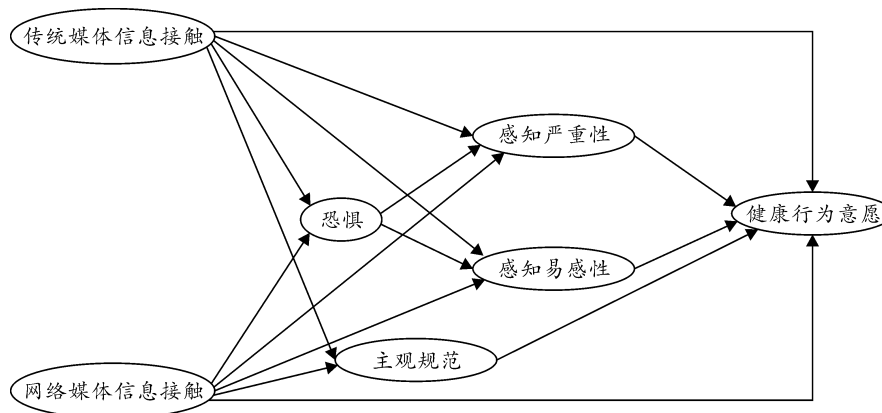 传统媒体信息接触
感知严重性
恐惧
健康行为意愿
感知易感性
主观规范
网络媒体信息接触